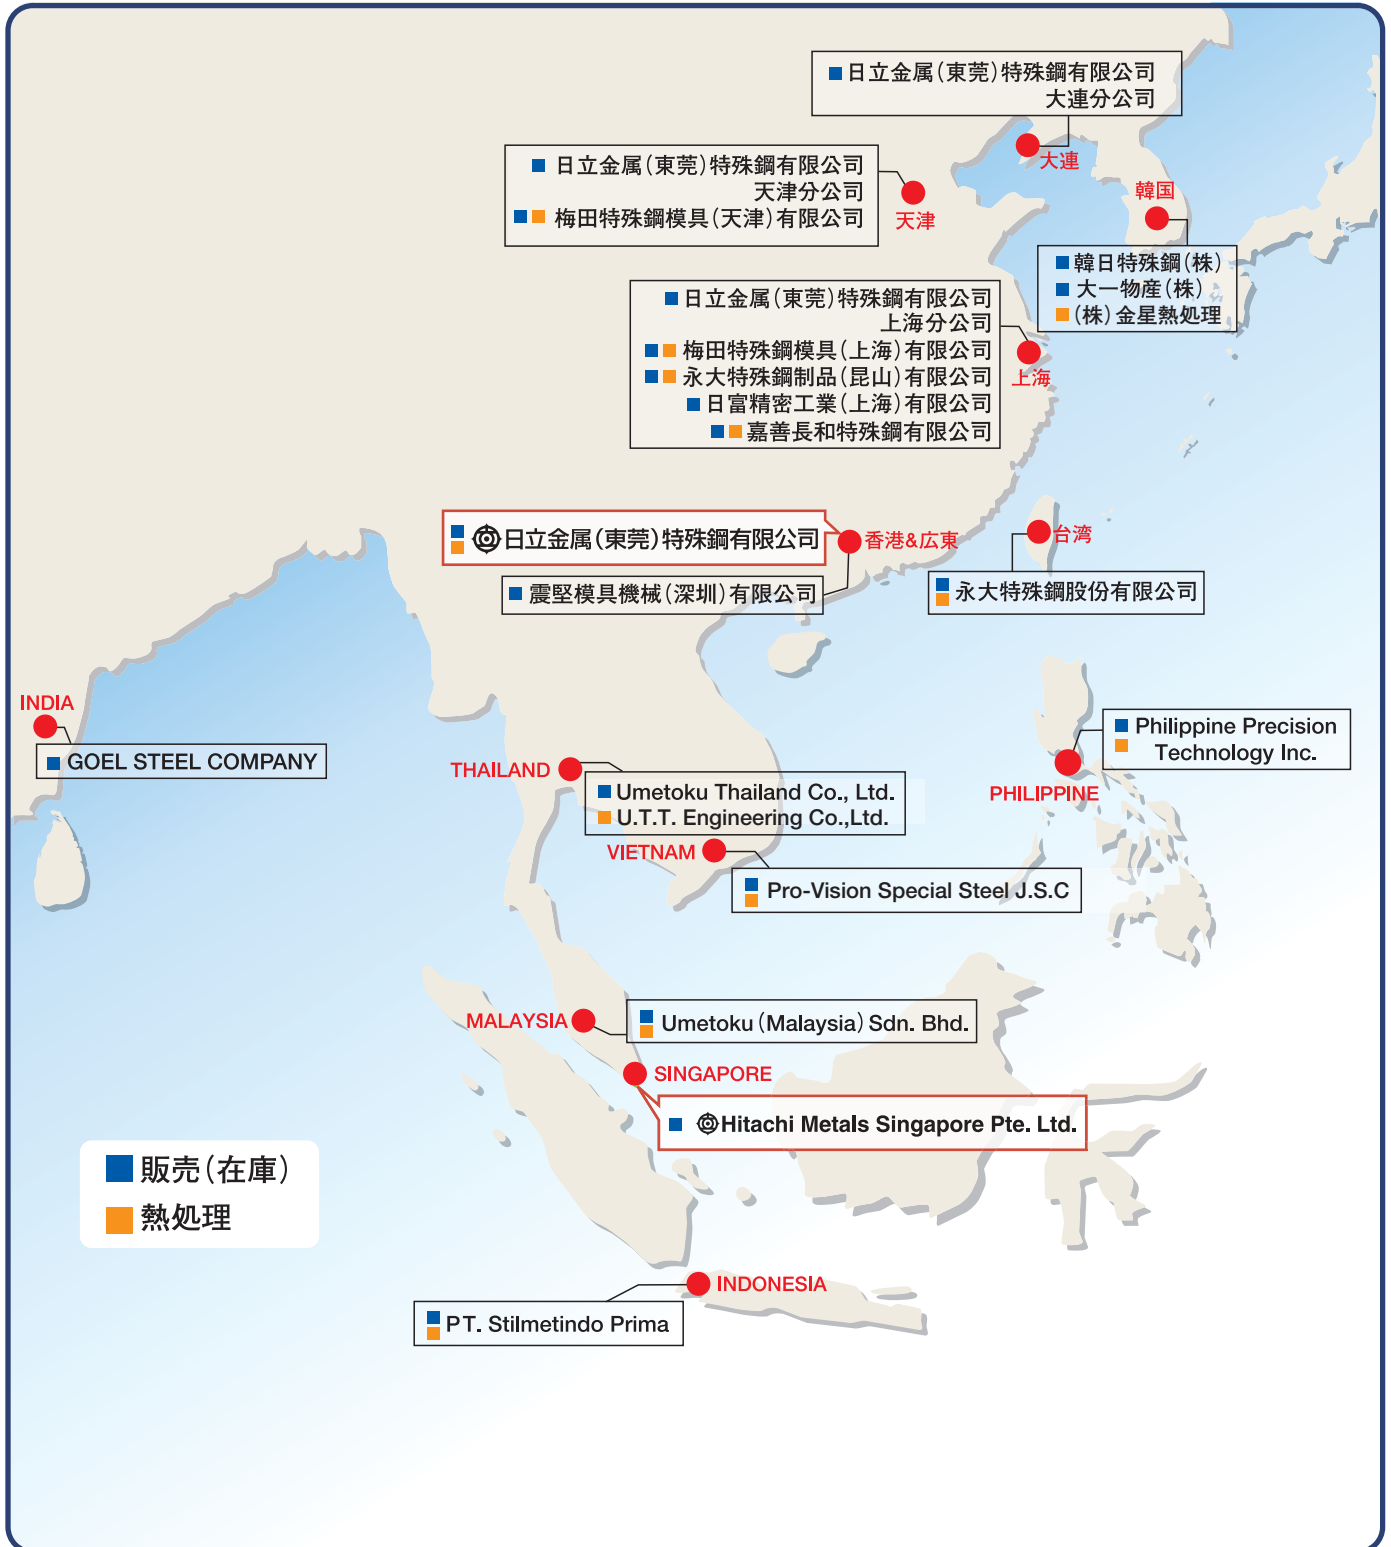 日立金属(東莞)特殊鋼有限公司
大連分公司
大連
日立金属(東莞)特殊鋼有限公司
天津分公司
梅田特殊鋼模具(天津)有限公司
天津
韓国
韓日特殊鋼(株)
大一物産(株)
(株)金星熱処理
日立金属(東莞)特殊鋼有限公司
上海分公司
梅田特殊鋼模具(上海)有限公司
永大特殊鋼制品(昆山)有限公司
日富精密工業(上海)有限公司
嘉善長和特殊鋼有限公司
上海
日立金属(東莞)特殊鋼有限公司
香港&広東
震堅模具機械(深圳)有限公司
台湾
永大特殊鋼股份有限公司
INDIA
GOEL STEEL COMPANY
THAILAND
Umetoku Thailand Co., Ltd.
U.T.T. Engineering Co.,Ltd.
Philippine Precision
Technology Inc.
PHILIPPINE
VIETNAM
Pro-Vision Special Steel J.S.C
MALAYSIA
Umetoku(Malaysia)Sdn. Bhd.
SINGAPORE
Hitachi Metals Singapore Pte. Ltd.
販売(在庫)
熱処理
INDONESIA
PT. Stilmetindo Prima